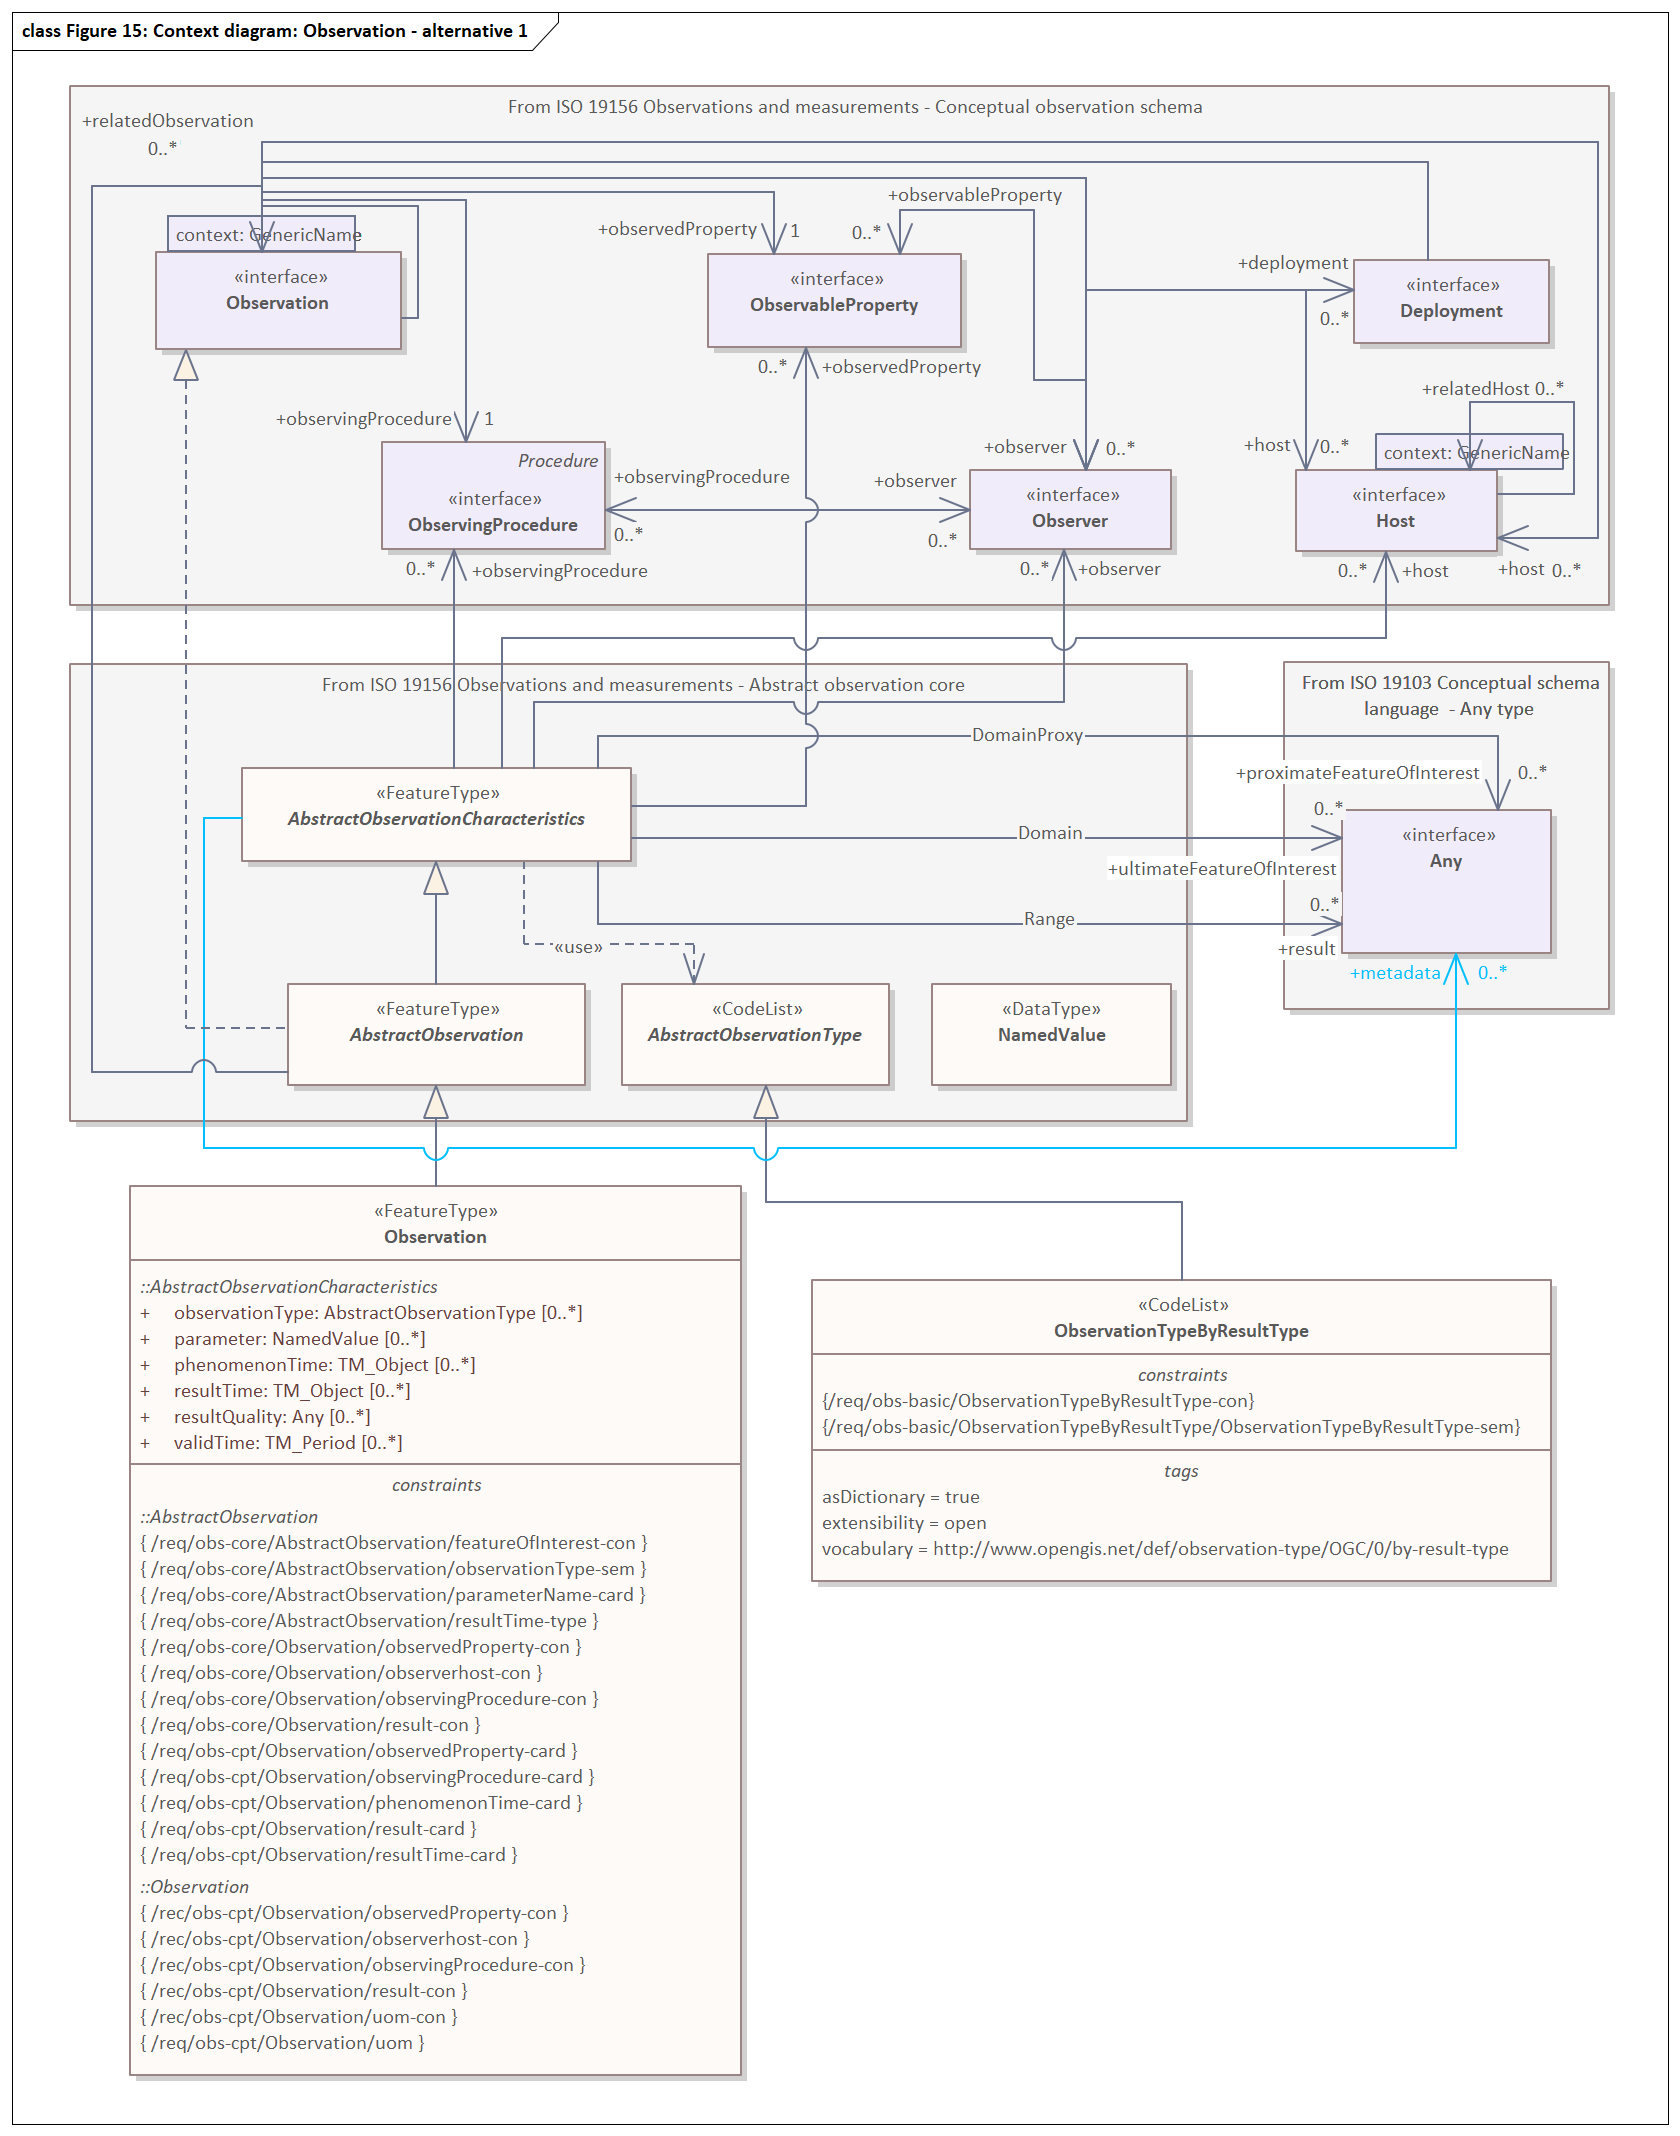 class Figure 15: Context diagram: Observation - alternative 1
From ISO 19156 Observations and measurements - Conceptual observation schema
+relatedObservation
0..*
+observableProperty
+observedProperty
1
0..*
context: GenericName
«interface»
Observation
«interface»
ObservableProperty
+deployment
0..*
«interface»
Deployment
0..*
+observedProperty
+relatedHost 0..*
+observingProcedure
1
+observer
0..*
+host
0..*
context: GenericName
Procedure
«interface»
ObservingProcedure
+observingProcedure
0..*
+observer
0..*
«interface»
Observer
«interface»
Host
0..*
+observingProcedure
0..*
+observer
0..*
+host
+host
0..*
From ISO 19156 Observations and measurements - Abstract observation core
From ISO 19103 Conceptual schema
language  - Any type
DomainProxy
+proximateFeatureOfInterest
0..*
«FeatureType»
AbstractObservationCharacteristics
0..*
Domain
+ultimateFeatureOfInterest
«interface»
Any
0..*
Range
+result
«use»
+metadata
0..*
«FeatureType»
AbstractObservation
«CodeList»
AbstractObservationType
«DataType»
NamedValue
«FeatureType»
Observation
::AbstractObservationCharacteristics
+ observationType: AbstractObservationType [0..*]
+ parameter: NamedValue [0..*]
+ phenomenonTime: TM_Object [0..*]
+ resultTime: TM_Object [0..*]
+ resultQuality: Any [0..*]
+ validTime: TM_Period [0..*]
constraints
::AbstractObservation
{ /req/obs-core/AbstractObservation/featureOfInterest-con }
{ /req/obs-core/AbstractObservation/observationType-sem }
{ /req/obs-core/AbstractObservation/parameterName-card }
{ /req/obs-core/AbstractObservation/resultTime-type }
{ /req/obs-core/Observation/observedProperty-con }
{ /req/obs-core/Observation/observerhost-con }
{ /req/obs-core/Observation/observingProcedure-con }
{ /req/obs-core/Observation/result-con }
{ /req/obs-cpt/Observation/observedProperty-card }
{ /req/obs-cpt/Observation/observingProcedure-card }
{ /req/obs-cpt/Observation/phenomenonTime-card }
{ /req/obs-cpt/Observation/result-card }
{ /req/obs-cpt/Observation/resultTime-card }
::Observation
{ /rec/obs-cpt/Observation/observedProperty-con }
{ /rec/obs-cpt/Observation/observerhost-con }
{ /rec/obs-cpt/Observation/observingProcedure-con }
{ /rec/obs-cpt/Observation/result-con }
{ /rec/obs-cpt/Observation/uom-con }
{ /req/obs-cpt/Observation/uom }
«CodeList»
ObservationTypeByResultType
constraints
{/req/obs-basic/ObservationTypeByResultType-con}
{/req/obs-basic/ObservationTypeByResultType/ObservationTypeByResultType-sem}
tags
asDictionary = true
extensibility = open
vocabulary = http://www.opengis.net/def/observation-type/OGC/0/by-result-type